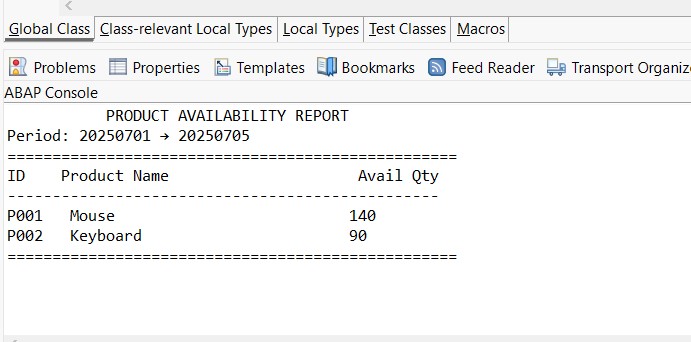 Global Class Class-relevant Local Types Local Types Test Classes Macros
Problems Properties Templates Bookmarks Feed Reader Transport Organiz
ABAP Console
PRODUCT AVAILABILITY REPORT
Period: 20250701 → 20250705
==================================================
ID    Product Name                     Avail Qty
------------------------------------------------
P001   Mouse                          140
P002   Keyboard                       90
==================================================